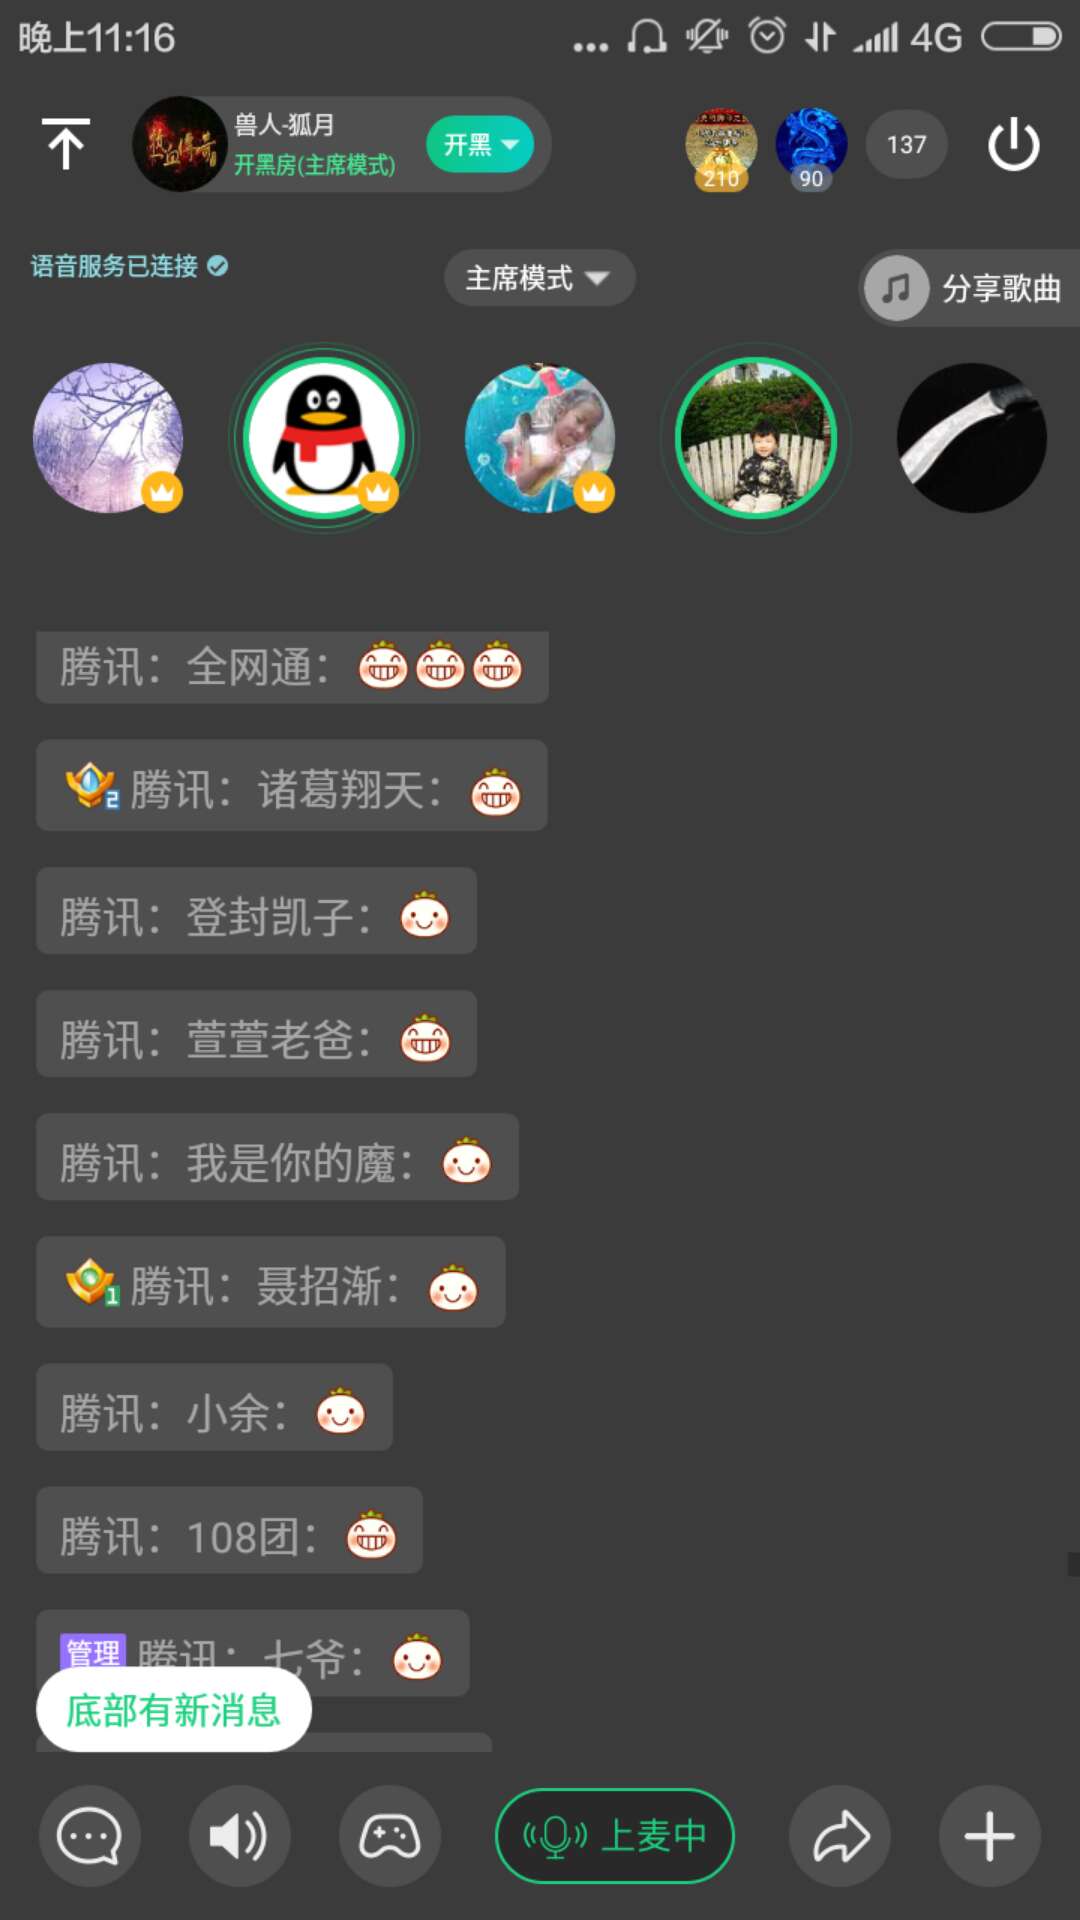 晚上11:16
4G
热血传奇
兽人-狐月
开黑房(主席模式)
开黑
210
90
137
语音服务已连接
主席模式
分享歌曲
腾讯：全网通：
2
腾讯：诸葛翔天：
腾讯：登封凯子：
腾讯：萱萱老爸：
腾讯：我是你的魔：
1
腾讯：聂招渐：
腾讯：小余：
腾讯：108团：
管理 腾讯：七爷：
底部有新消息
上麦中